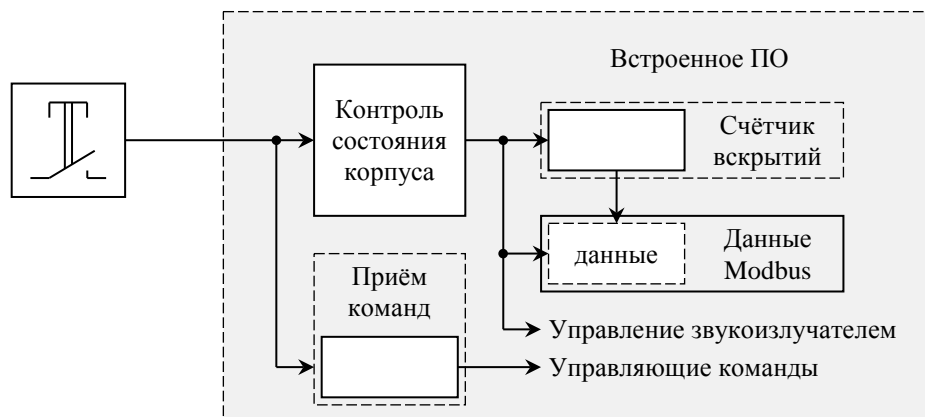 Встроенное ПО
Контроль
состояния
корпуса
Счётчик
вскрытий
данные
Данные
Modbus
Приём
команд
Управление звукоизлучателем
Управляющие команды